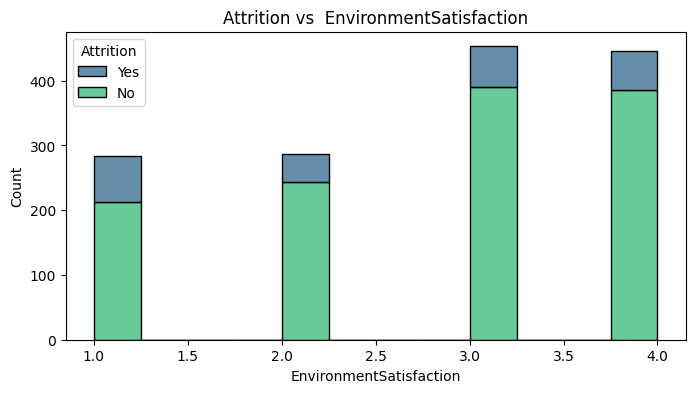 Attrition vs  EnvironmentSatisfaction
Attrition
Yes
No
Count
400
300
200
100
0
1.0 1.5 2.0 2.5 3.0 3.5 4.0
EnvironmentSatisfaction